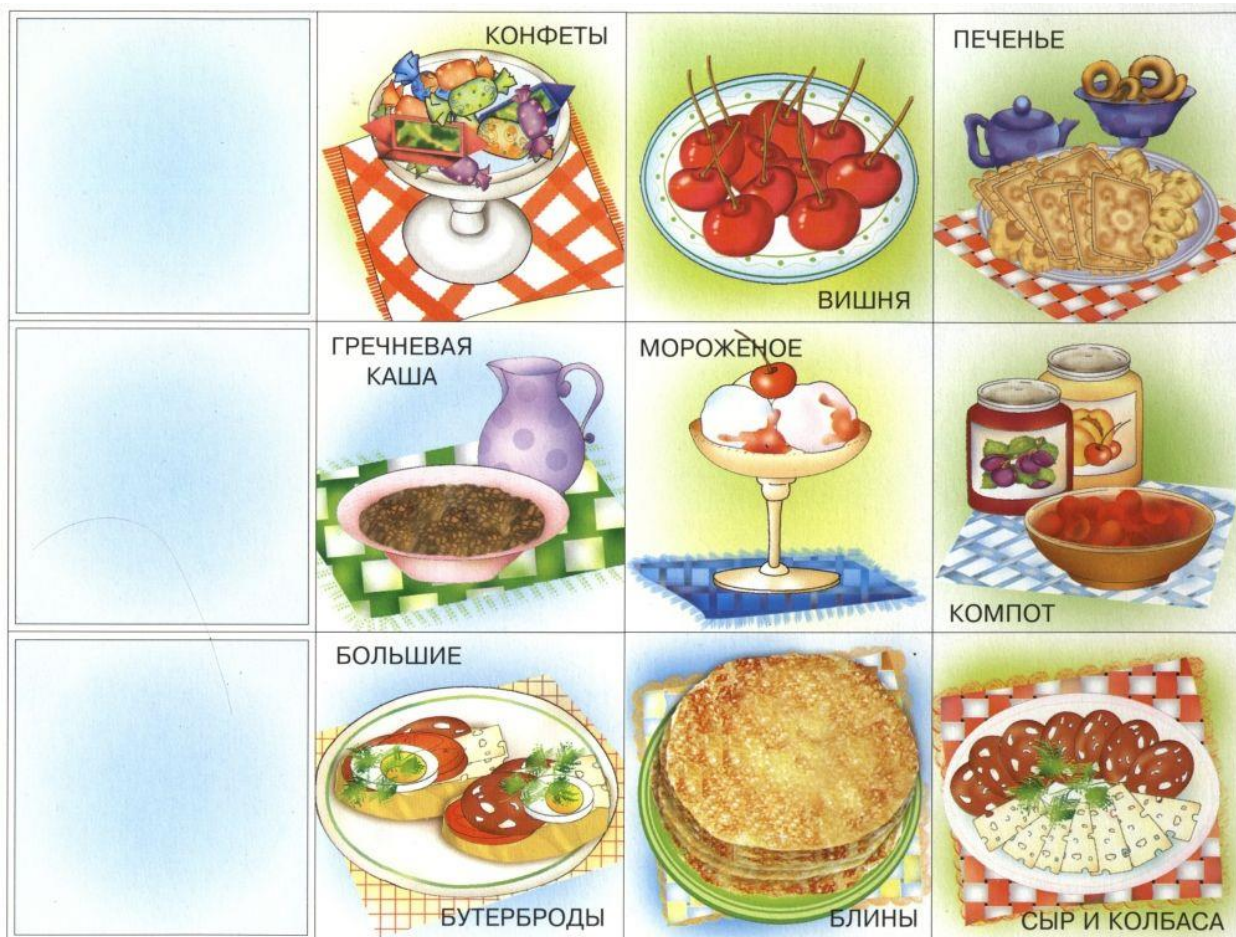 КОНФЕТЫ
ВИШНЯ
ПЕЧЕНЬЕ
ГРЕЧНЕВАЯ
КАША
МОРОЖЕНОЕ
КОМПОТ
БОЛЬШИЕ
БУТЕРБРОДЫ
БЛИНЫ
СЫР И КОЛБАСА